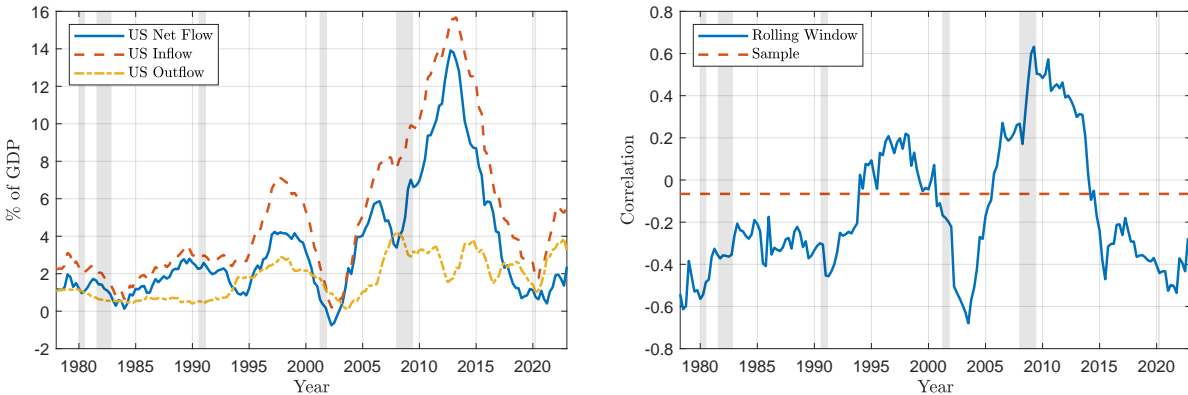 % of GDP
16
14
12
10
8
6
4
2
0
-2
US Net Flow
US Inflow
US Outflow
1980 1985 1990 1995 2000 2005 2010 2015 2020
Year
Correlation
0.8
0.6
0.4
0.2
0
-0.2
-0.4
-0.6
-0.8
Rolling Window
Sample
1980 1985 1990 1995 2000 2005 2010 2015 2020
Year